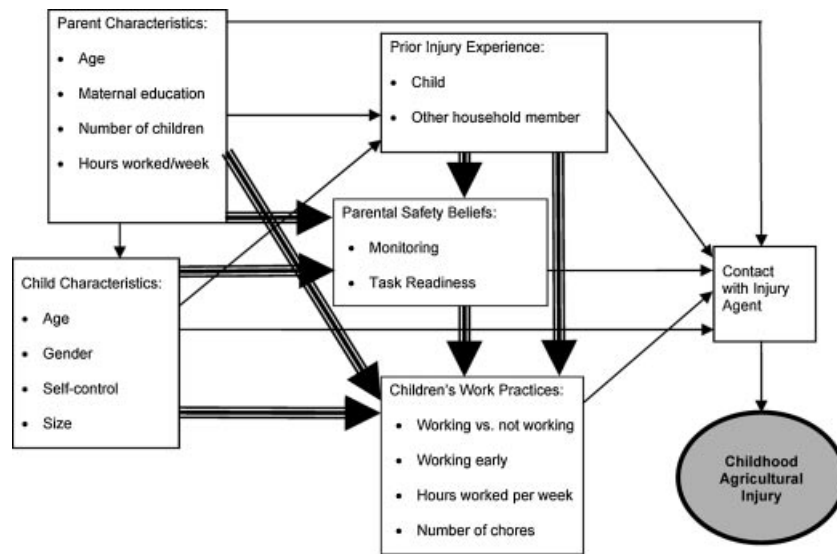 Parent Characteristics:
• Age
• Maternal education
• Number of children
• Hours worked/week
Prior Injury Experience:
• Child
• Other household member
Parental Safety Beliefs:
• Monitoring
• Task Readiness
Child Characteristics:
• Age
• Gender
• Self-control
• Size
Contact
with Injury
Agent
Children's Work Practices:
• Working vs. not working
• Working early
• Hours worked per week
• Number of chores
Childhood
Agricultural
Injury